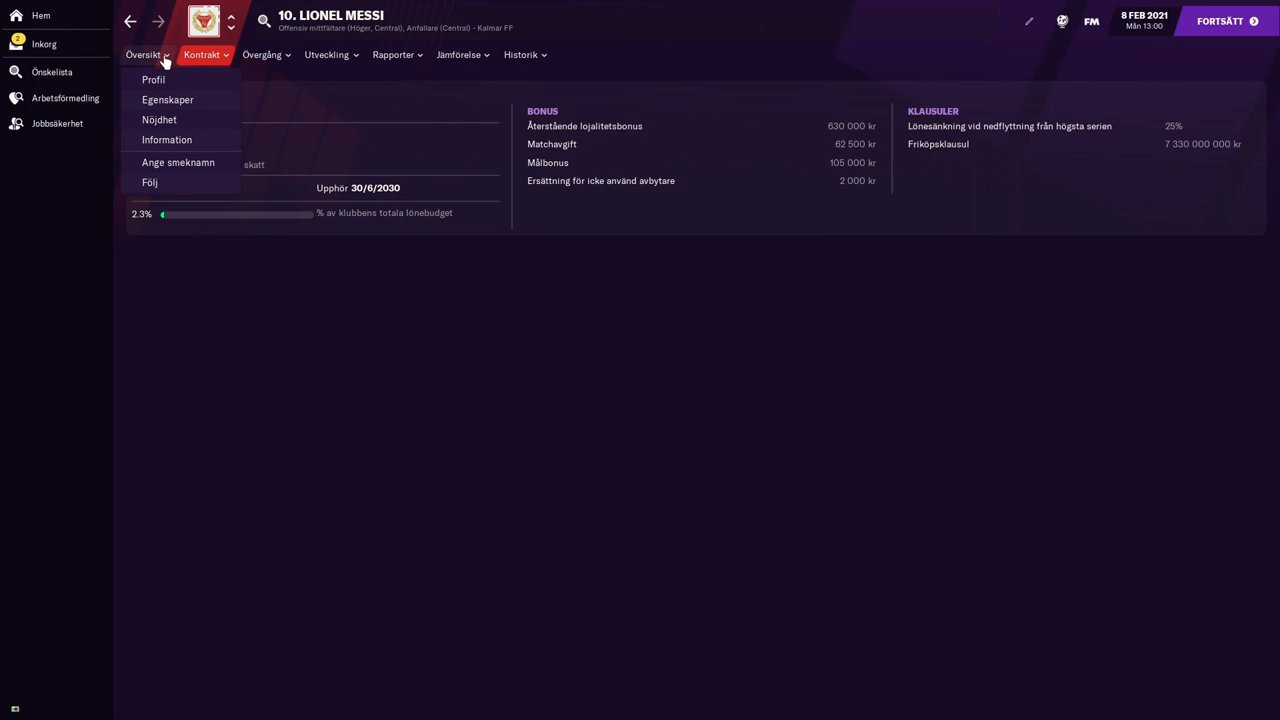 Hem
2
Inkorg
Önskelista
Arbetsförmedling
Jobbsäkerhet
10. LIONEL MESSI
Offensiv mittfältare (Höger, Central), Anfallare (Central) - Kalmar FF
FM
8 FEB 2021
Mån 13:00
FORTSÄTT
Översikt
Kontrakt
Övergång
Utveckling
Rapporter
Jämförelse
Historik
Profil
Egenskaper
Nöjdhet
Information
Ange smeknamn
Följ
skatt
Upphör 30/6/2030
2.3%
% av klubbens totala lönebudget
BONUS
Återstående lojalitetsbonus 630 000 kr
Matchavgift 62 500 kr
Målbonus 105 000 kr
Ersättning för icke använd avbytare 2 000 kr
KLAUSULER
Lönesänkning vid nedflyttning från högsta serien 25%
Friköpsklausul 7 330 000 000 kr